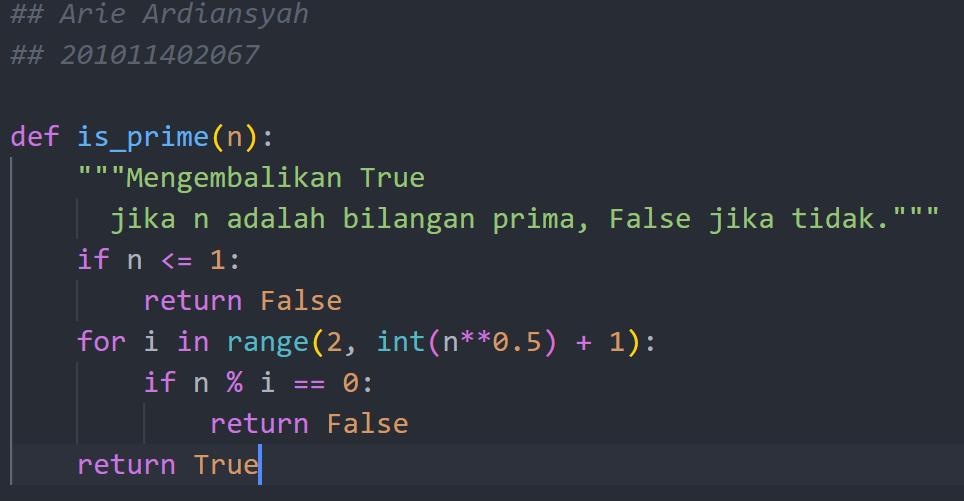 ## Arie Ardiansyah
## 201011402067
def is_prime(n):
"""Mengembalikan True
jika n adalah bilangan prima, False jika tidak."""
if n <= 1:
return False
for i in range(2, int(n**0.5) + 1):
if n % i == 0:
return False
return True